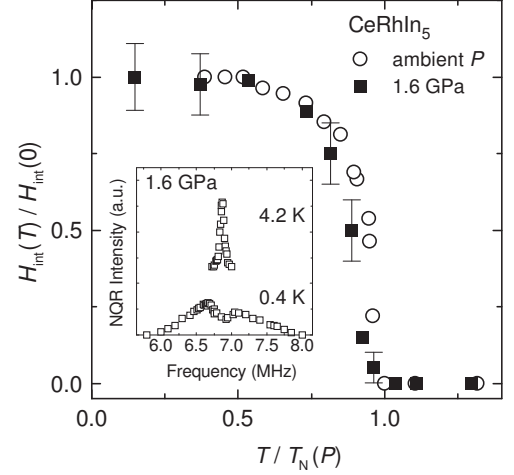 CeRhIn5
ambient P
1.6 GPa
1.0
0.5
0.0
Hint(T) / Hint(0)
1.6 GPa
4.2 K
0.4 K
NQR Intensity (a.u.)
6.0 6.5 7.0 7.5 8.0
Frequency (MHz)
0.0 0.5 1.0
T / TN(P)